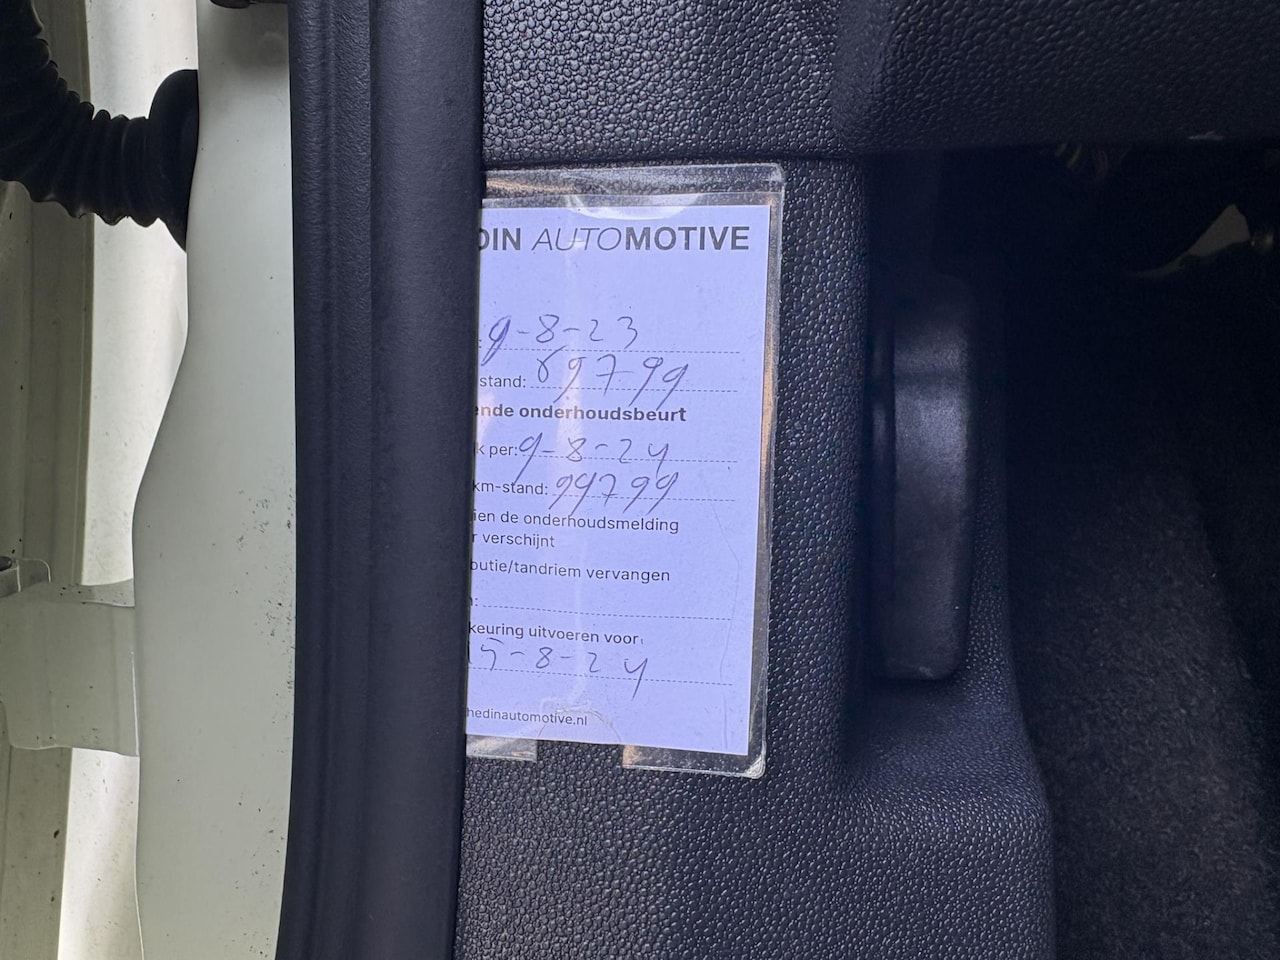 DIN AUTOMOTIVE
: 9-8-23
stand: 89799
ende onderhoudsbeurt
k per: 9-8-24
km-stand: 99799
ien de onderhoudsmelding
r verschijnt
butie/tandriem vervangen
n:
keuring uitvoeren voor:
15-8-24
hedinautomotive.nl